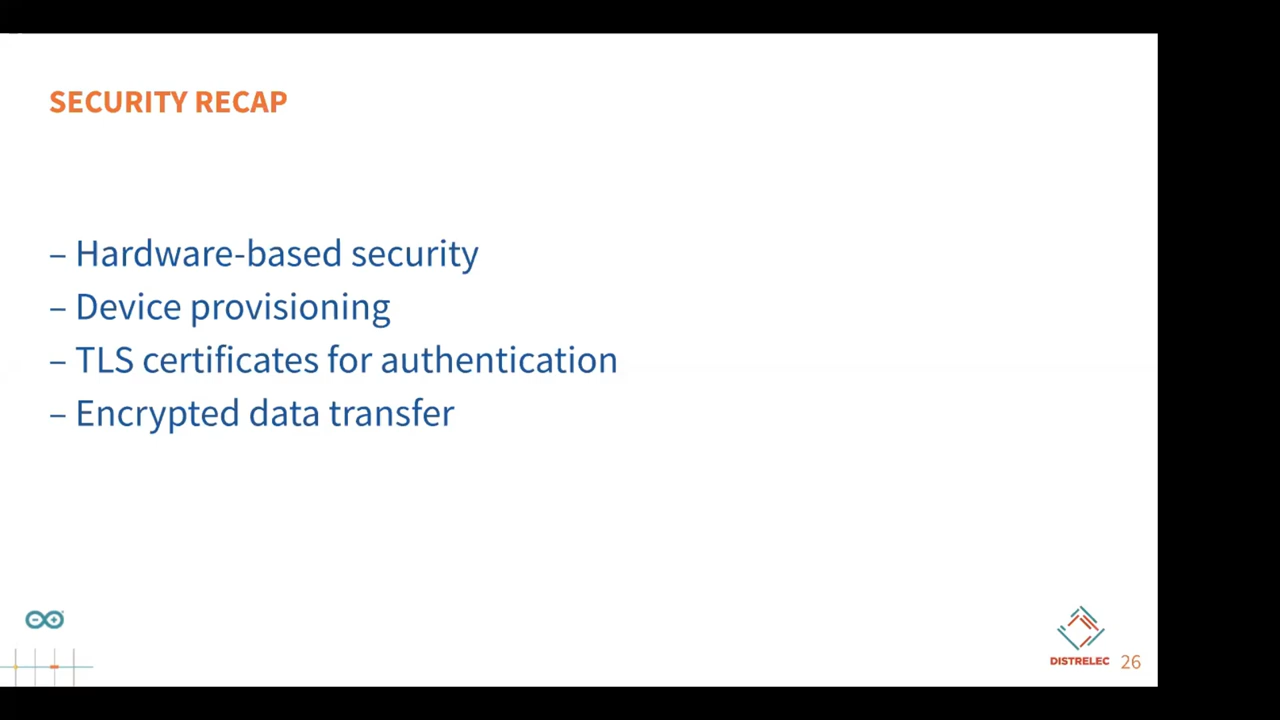 SECURITY RECAP
– Hardware-based security
– Device provisioning
– TLS certificates for authentication
– Encrypted data transfer
DISTRELEC
26